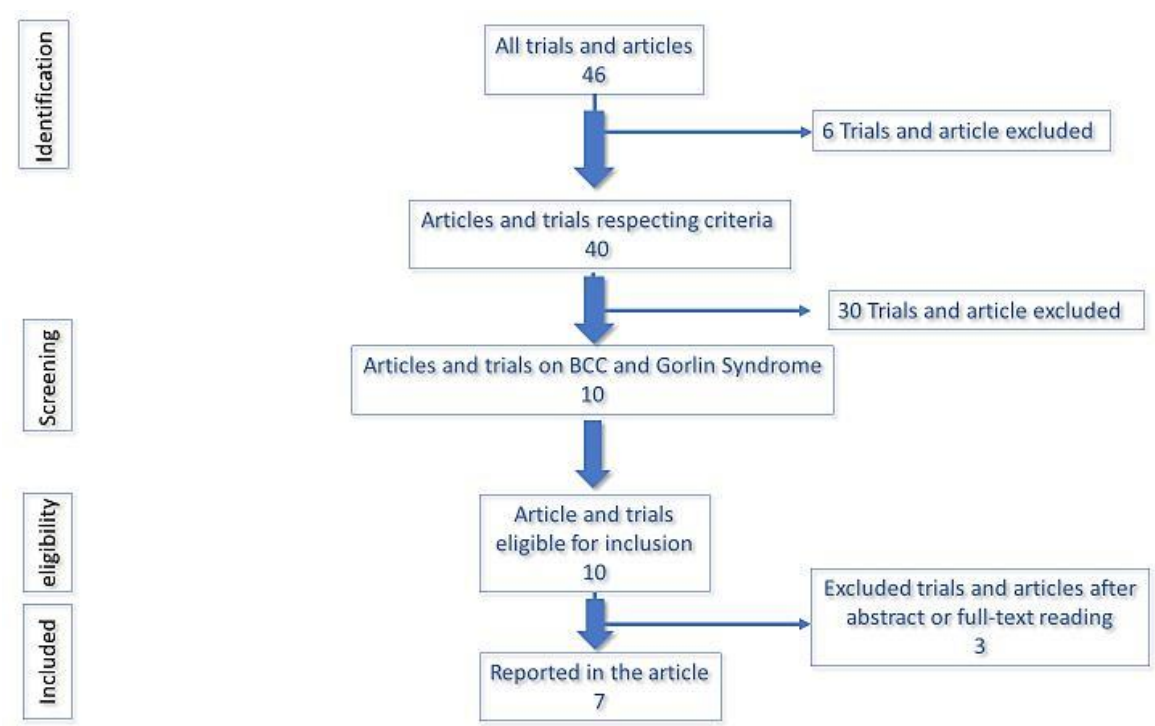 Identification
All trials and articles
46
6 Trials and article excluded
Articles and trials respecting criteria
40
30 Trials and article excluded
Screening
Articles and trials on BCC and Gorlin Syndrome
10
eligibility
Article and trials
eligible for inclusion
10
Excluded trials and articles after
abstract or full-text reading
3
Included
Reported in the article
7